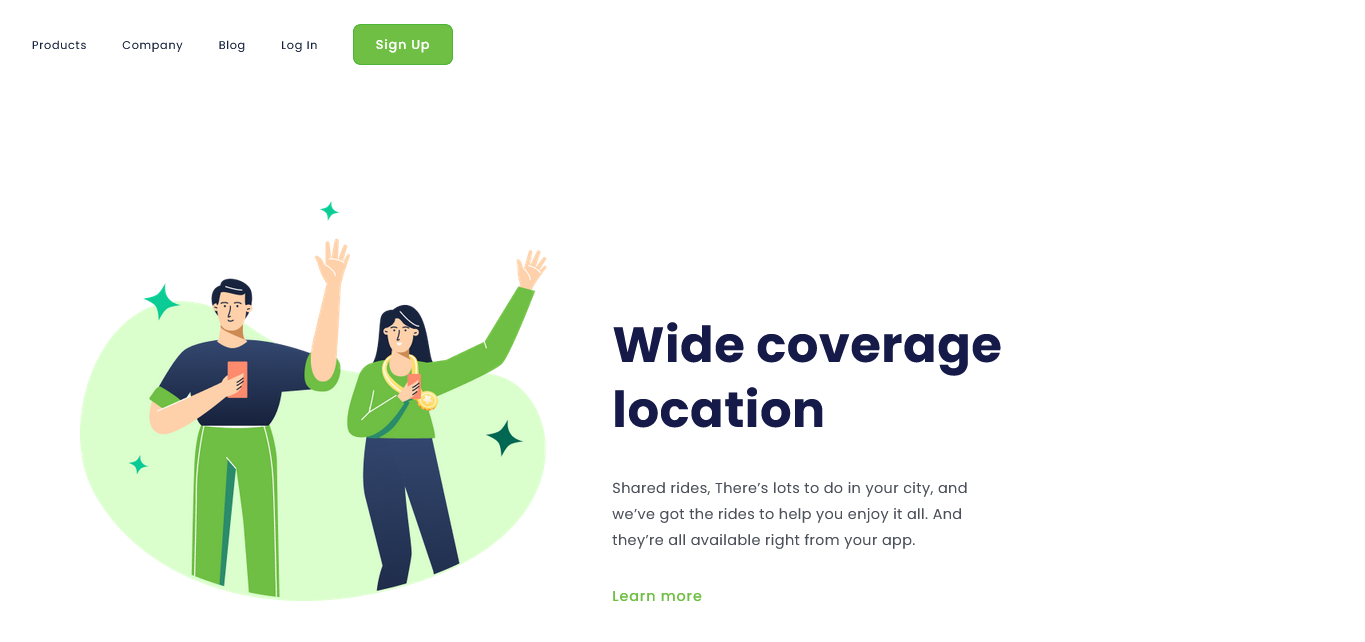 Products Company Blog Log In Sign Up
Wide coverage
location
Shared rides, There’s lots to do in your city, and
we’ve got the rides to help you enjoy it all. And
they’re all available right from your app.
Learn more